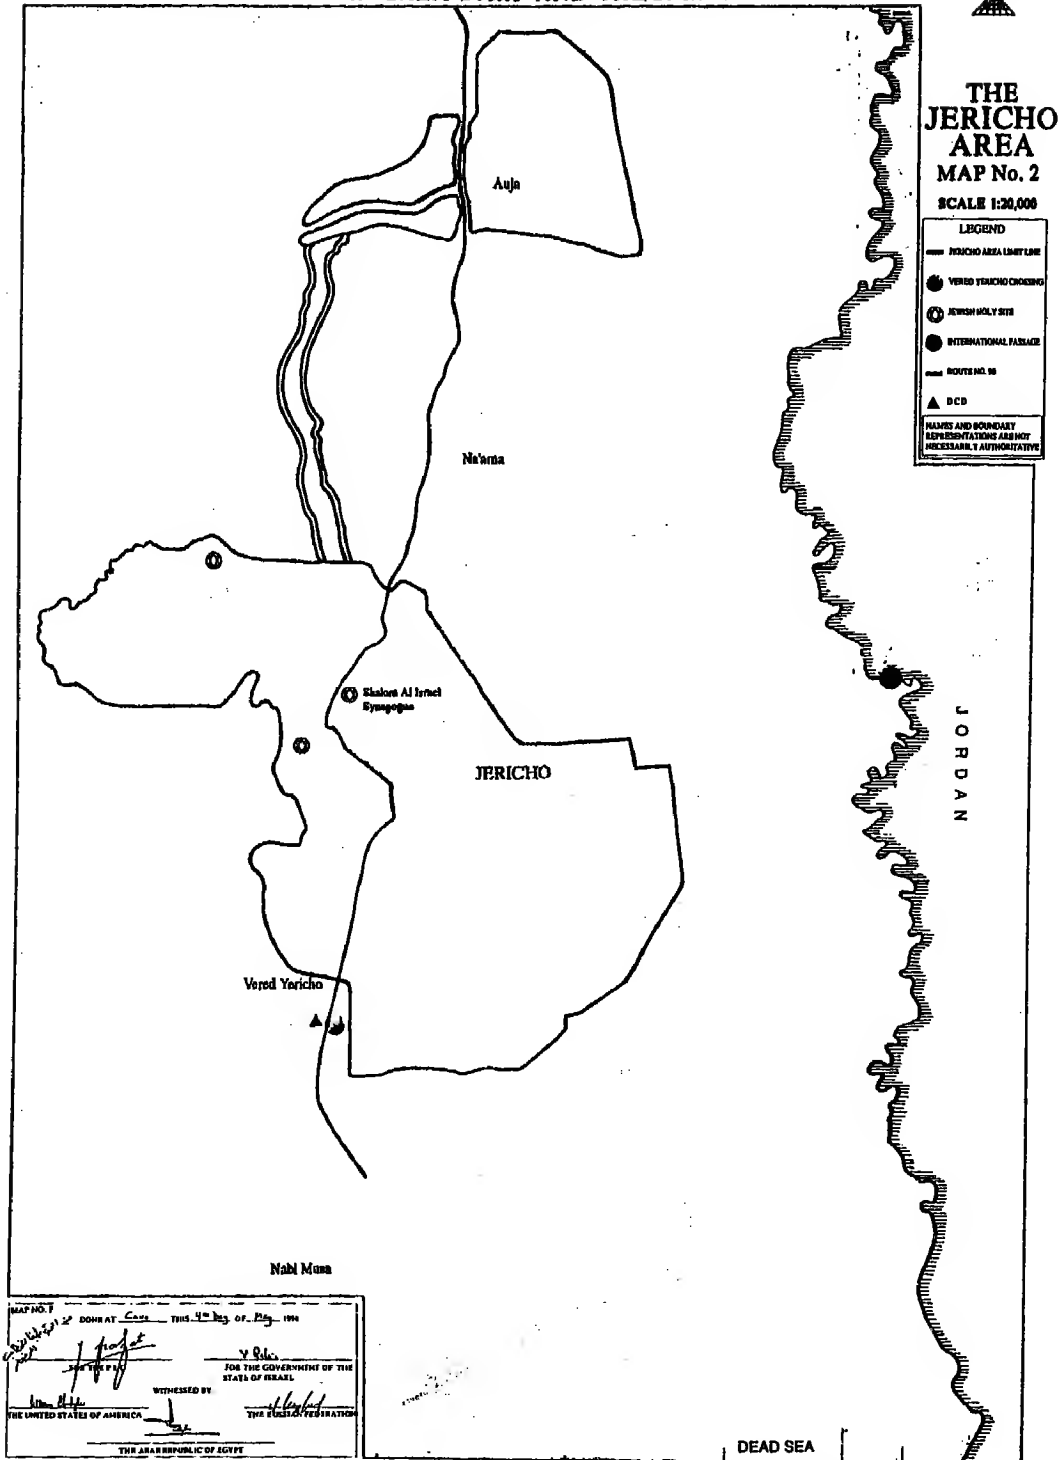 THE
JERICHO
AREA
MAP No. 2
SCALE 1:20,000
LEGEND
JERICHO AREA LIMIT LINE
VERED YERICHO CROSSING
JEWISH HOLY SITE
INTERNATIONAL PASSAGE
ROUTE NO. 90
DCO
NAMES AND BOUNDARY
REPRESENTATIONS ARE NOT
NECESSARILY AUTHORITATIVE
Auja
Na'ama
Shalom Al Israel
Synagogue
JERICHO
JORDAN
Vered Yericho
Nabi Musa
MAP NO.
DONE AT Cairo THIS 4th Day OF May 1994
FOR THE PLO
FOR THE GOVERNMENT OF THE
STATE OF ISRAEL
WITNESSED BY
THE UNITED STATES OF AMERICA
THE RUSSIAN FEDERATION
THE ARAB REPUBLIC OF EGYPT
DEAD SEA